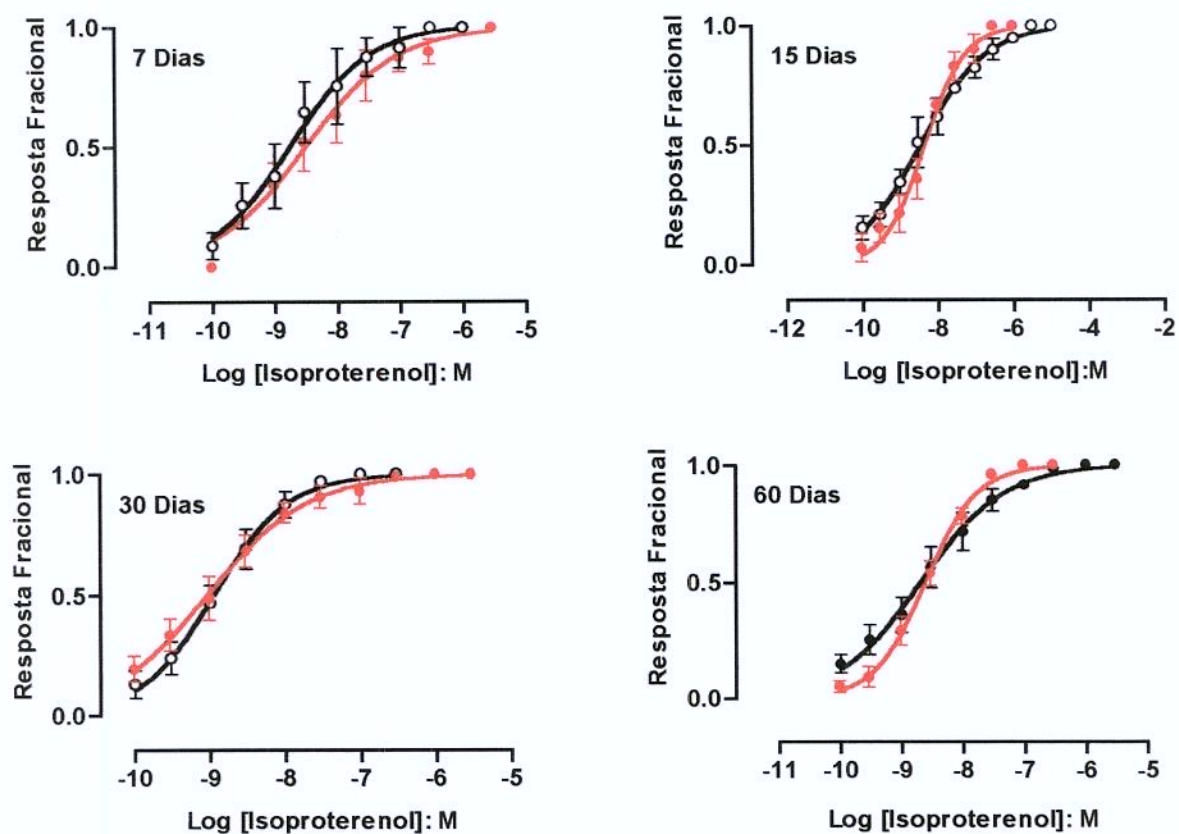 7 Dias
Resposta Fracional
1.0
0.5
0.0
-11 -10 -9 -8 -7 -6 -5
Log [Isoproterenol]: M
15 Dias
Resposta Fracional
1.0
0.5
0.0
-12 -10 -8 -6 -4 -2
Log [Isoproterenol]:M
30 Dias
Resposta Fracional
1.0
0.5
0.0
-10 -9 -8 -7 -6 -5
Log [Isoproterenol]: M
60 Dias
Resposta Fracional
1.0
0.5
0.0
-11 -10 -9 -8 -7 -6 -5
Log [Isoproterenol]: M